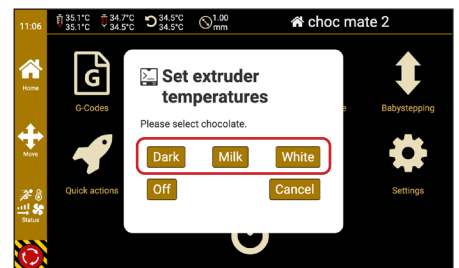 11:06
35.1°C
35.1°C
34.7°C
34.5°C
34.5°C
34.5°C
1.00
mm
choc mate 2
Home
Move
Status
G
G-Codes
Babystepping
Quick actions
Settings
Set extruder
temperatures
Please select chocolate.
Dark Milk White
Off Cancel